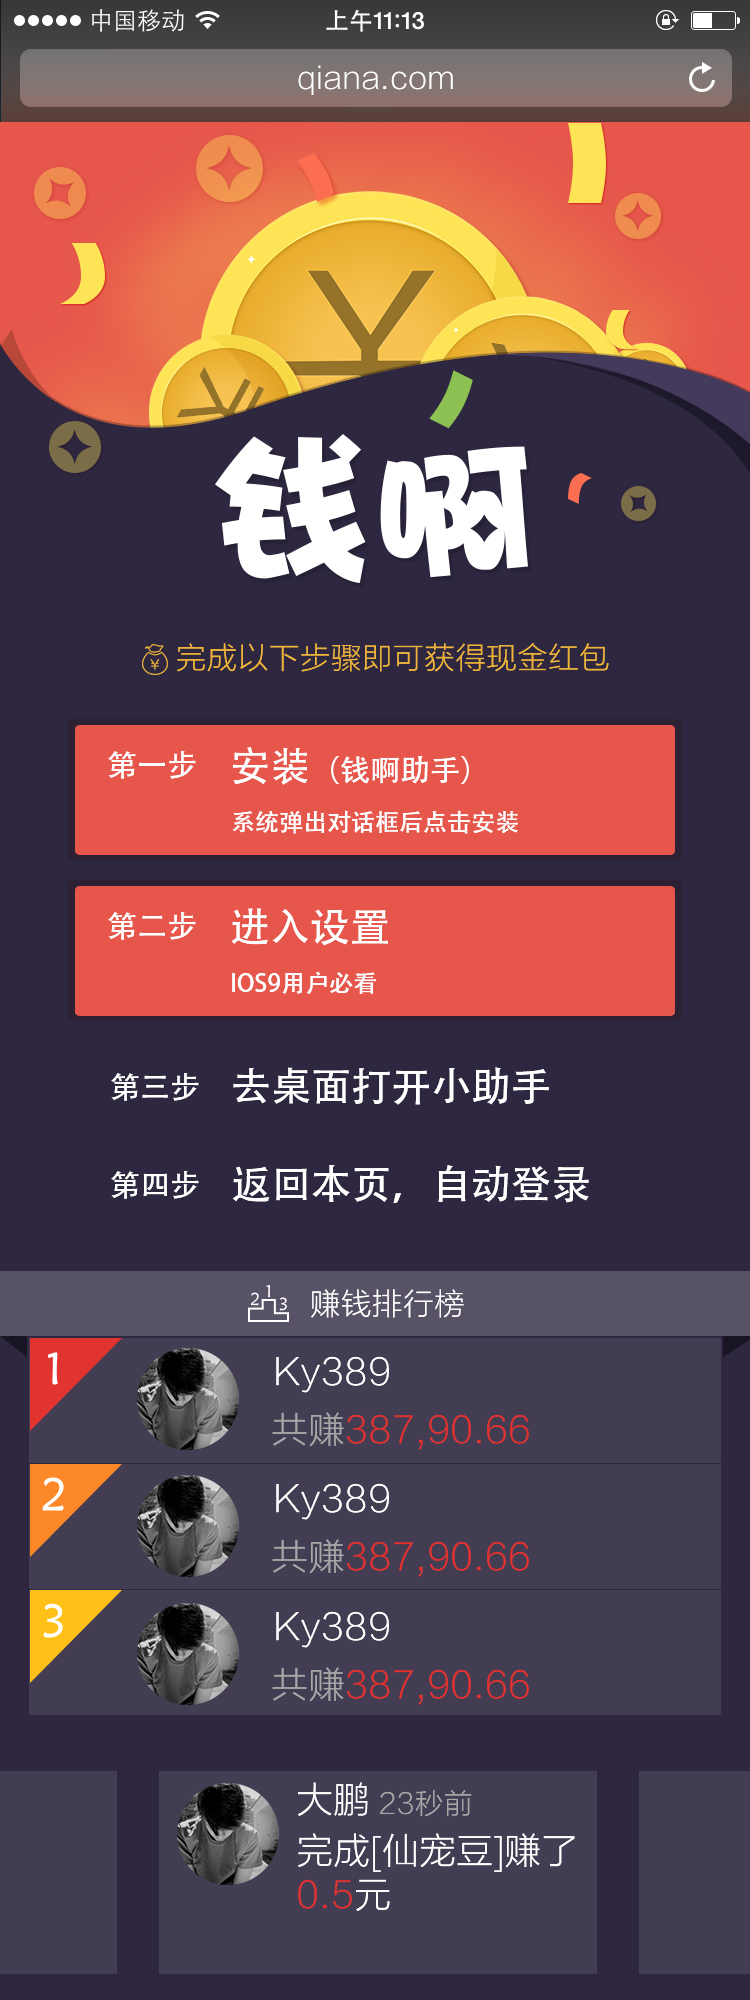 中国移动 上午11:13
qiana.com
钱啊
完成以下步骤即可获得现金红包
第一步 安装（钱啊助手）
系统弹出对话框后点击安装
第二步 进入设置
IOS9用户必看
第三步 去桌面打开小助手
第四步 返回本页，自动登录
2 1 3 赚钱排行榜
1 Ky389
共赚387,90.66
2 Ky389
共赚387,90.66
3 Ky389
共赚387,90.66
大鹏 23秒前
完成[仙宠豆]赚了
0.5元